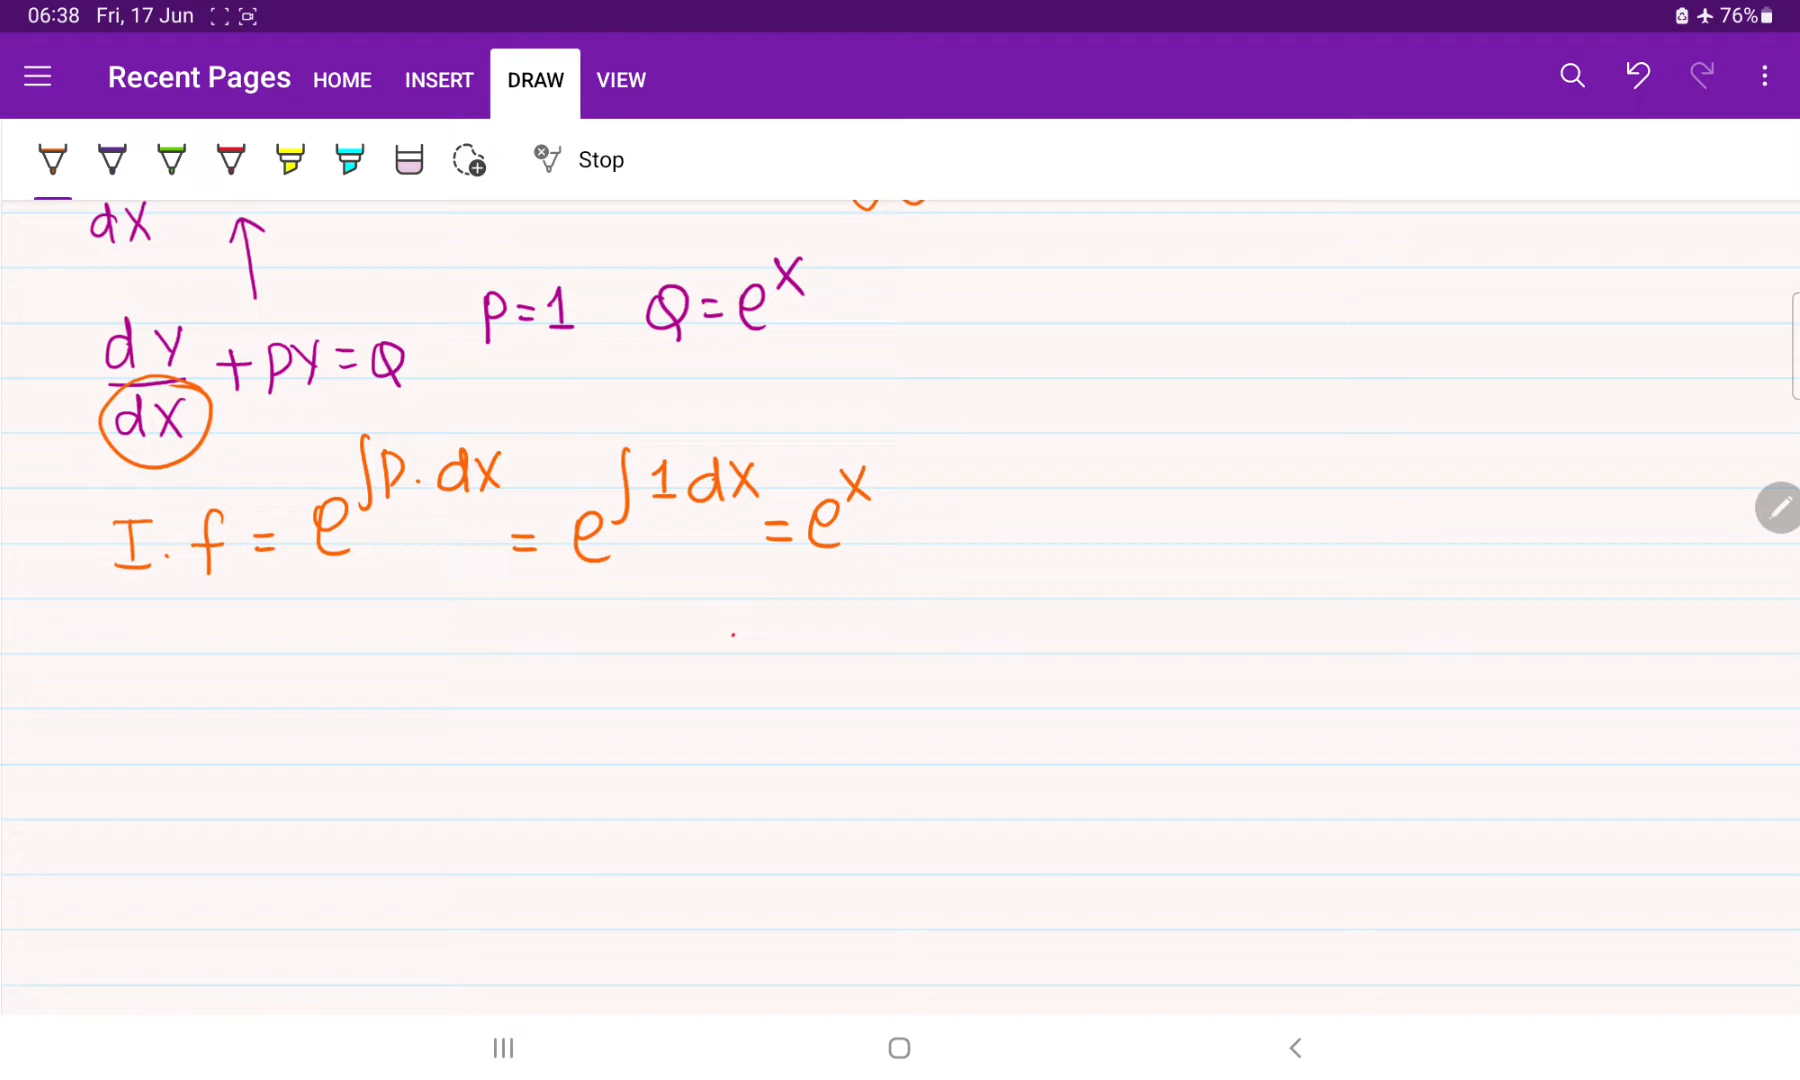 06:38 Fri, 17 Jun 76%
Recent Pages HOME INSERT DRAW VIEW
Stop
dx
P=1 Q=e^x
dy/dx + py = Q
I.f = e^∫p.dx = e^∫1dx = e^x